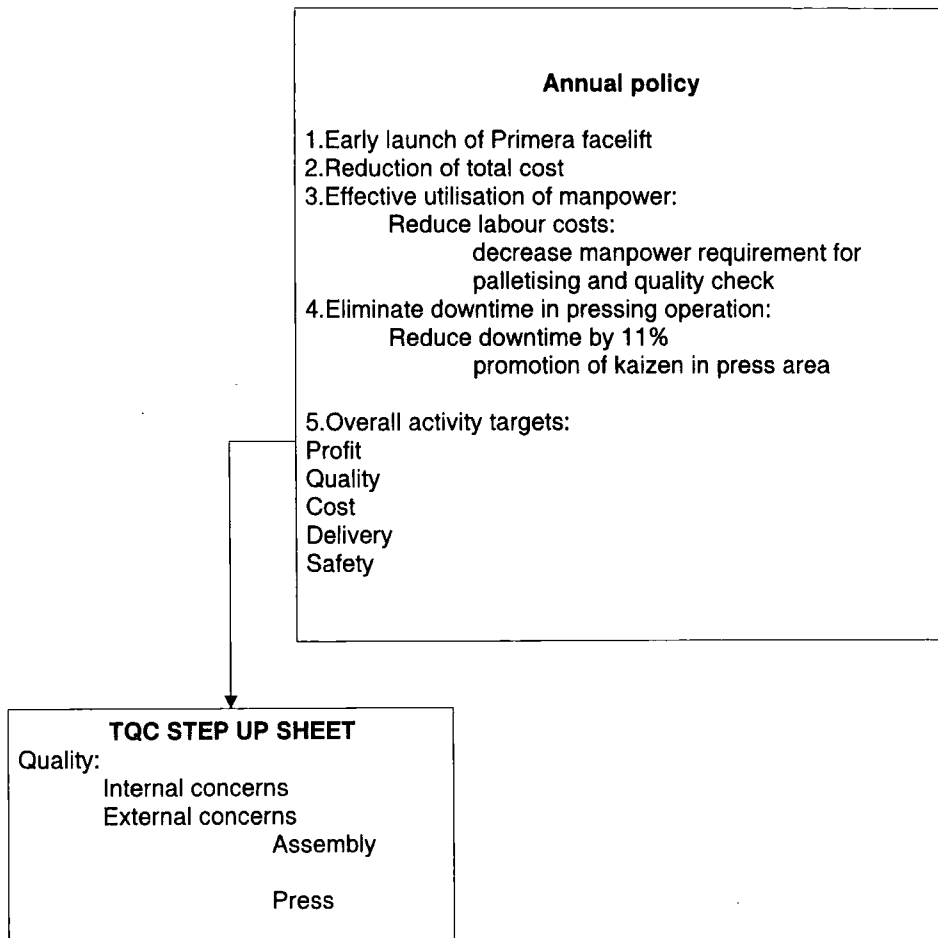 Annual policy
1.Early launch of Primera facelift
2.Reduction of total cost
3.Effective utilisation of manpower:
Reduce labour costs:
decrease manpower requirement for
palletising and quality check
4.Eliminate downtime in pressing operation:
Reduce downtime by 11%
promotion of kaizen in press area
5.Overall activity targets:
Profit
Quality
Cost
Delivery
Safety
TQC STEP UP SHEET
Quality:
Internal concerns
External concerns
Assembly
Press